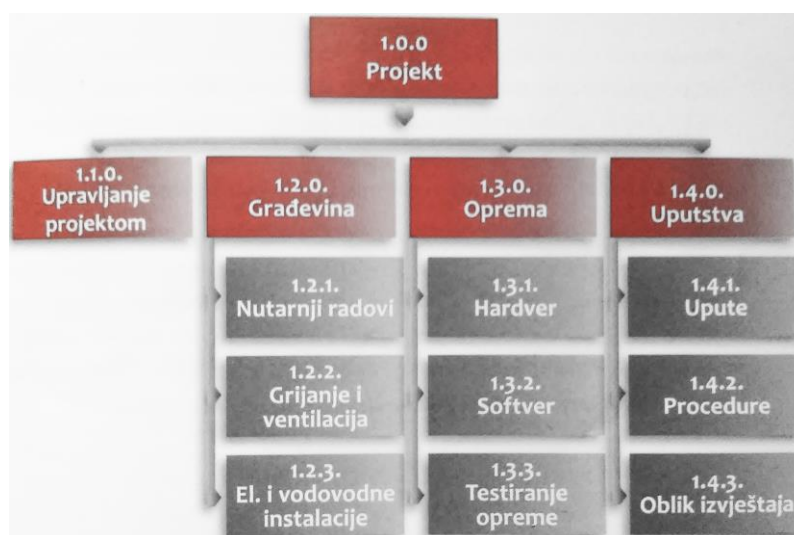 1.0.0
Projekt
1.1.0.
Upravljanje
projektom
1.2.0.
Građevina
1.3.0.
Oprema
1.4.0.
Uputstva
1.2.1.
Nutarnji radovi
1.2.2.
Grijanje i
ventilacija
1.2.3.
El. i vodovodne
instalacije
1.3.1.
Hardver
1.3.2.
Softver
1.3.3.
Testiranje
opreme
1.4.1.
Upute
1.4.2.
Procedure
1.4.3.
Oblik izvještaja